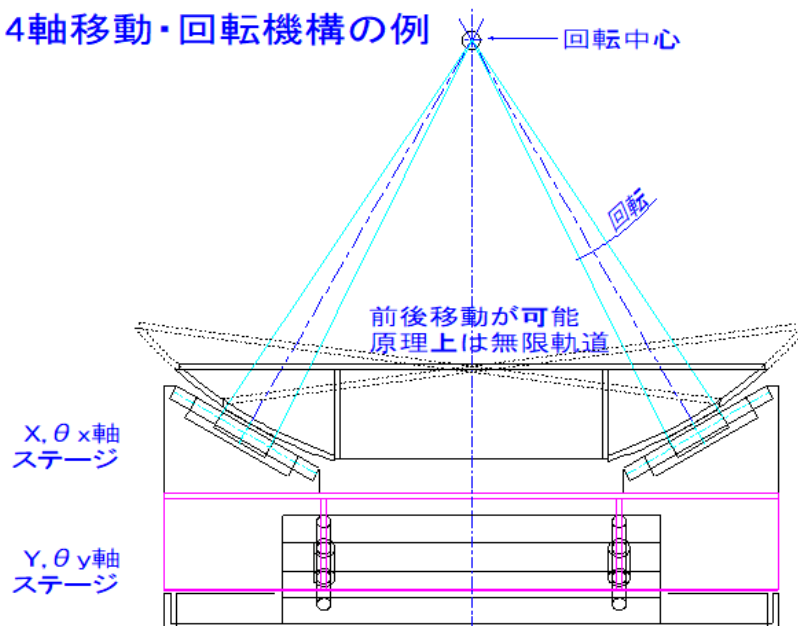 4軸移動・回転機構の例
回転中心
回転
前後移動が可能
原理上は無限軌道
X, θx軸
ステージ
Y, θy軸
ステージ